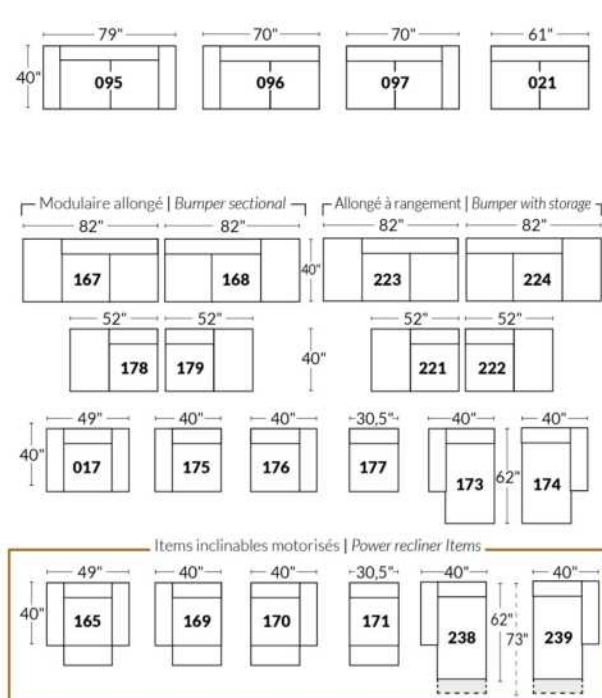 79" 70" 70" 61"
40" 095 096 097 021
Modulaire allongé | Bumper sectional Allongé à rangement | Bumper with storage
82" 82" 82" 82"
167 168 40" 223 224
52" 52" 52" 52"
178 179 40" 221 222
49" 40" 40" 30,5" 40" 40"
40" 017 175 176 177 173 62" 174
Items inclinables motorisés | Power recliner Items
49" 40" 40" 30,5" 40" 40"
40" 165 169 170 171 238 62" 73" 239